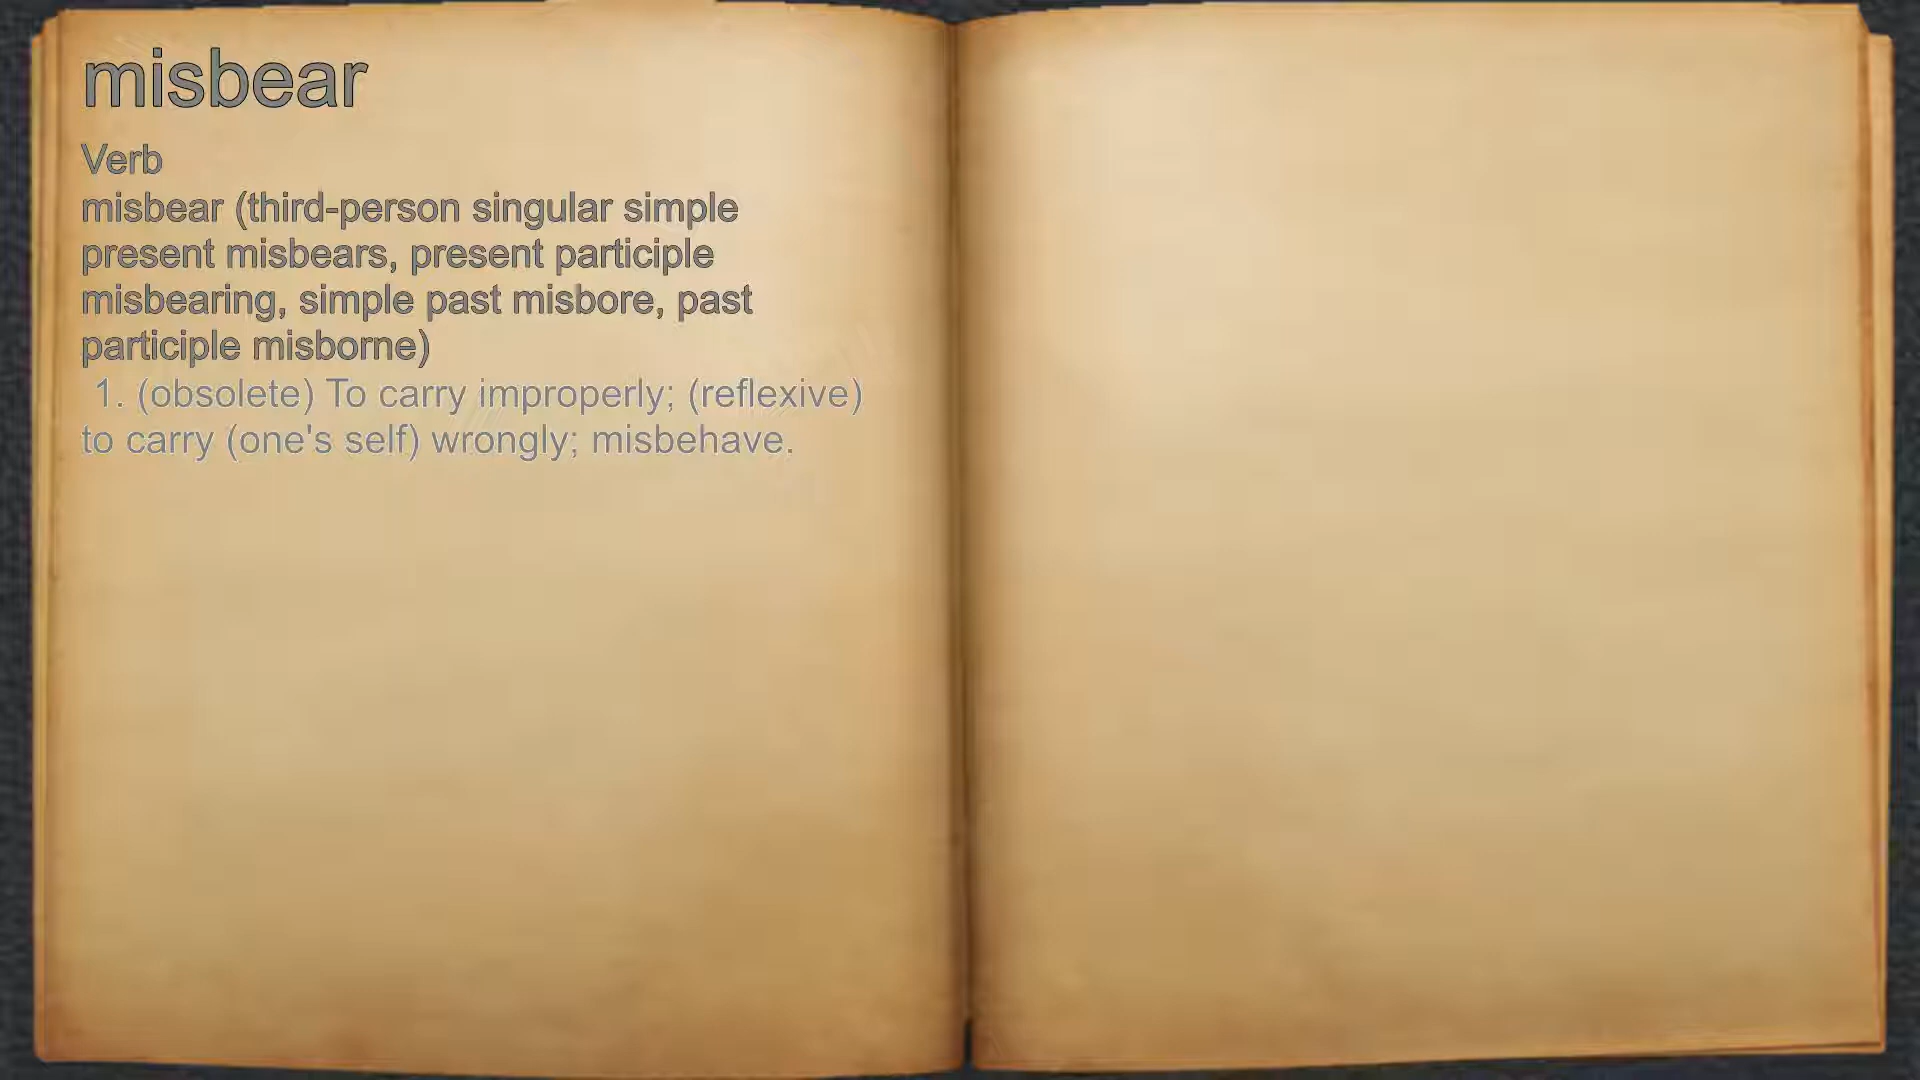 misbear
Verb
misbear (third-person singular simple
present misbears, present participle
misbearing, simple past misbore, past
participle misborne)
1. (obsolete) To carry improperly; (reflexive)
to carry (one's self) wrongly; misbehave.